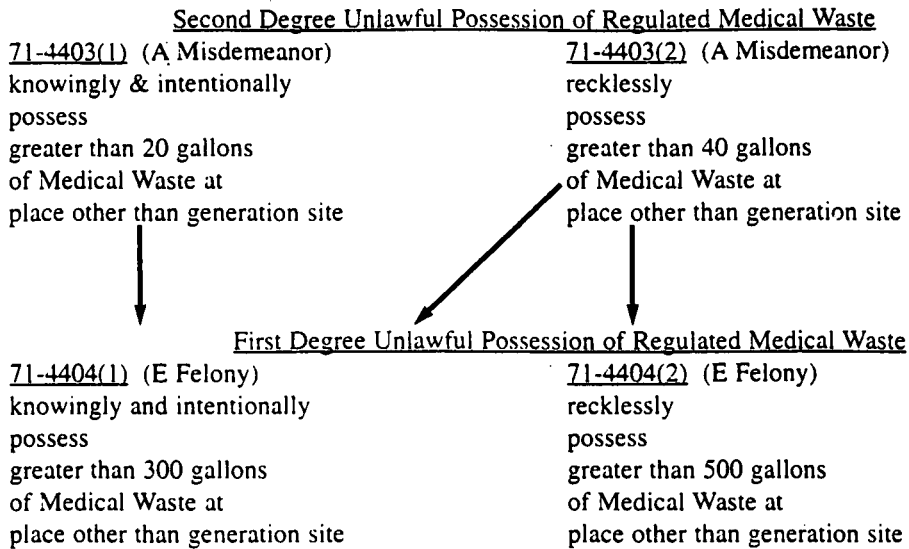 Second Degree Unlawful Possession of Regulated Medical Waste
71-4403(1) (A Misdemeanor)
knowingly & intentionally
possess
greater than 20 gallons
of Medical Waste at
place other than generation site
71-4403(2) (A Misdemeanor)
recklessly
possess
greater than 40 gallons
of Medical Waste at
place other than generation site
First Degree Unlawful Possession of Regulated Medical Waste
71-4404(1) (E Felony)
knowingly and intentionally
possess
greater than 300 gallons
of Medical Waste at
place other than generation site
71-4404(2) (E Felony)
recklessly
possess
greater than 500 gallons
of Medical Waste at
place other than generation site